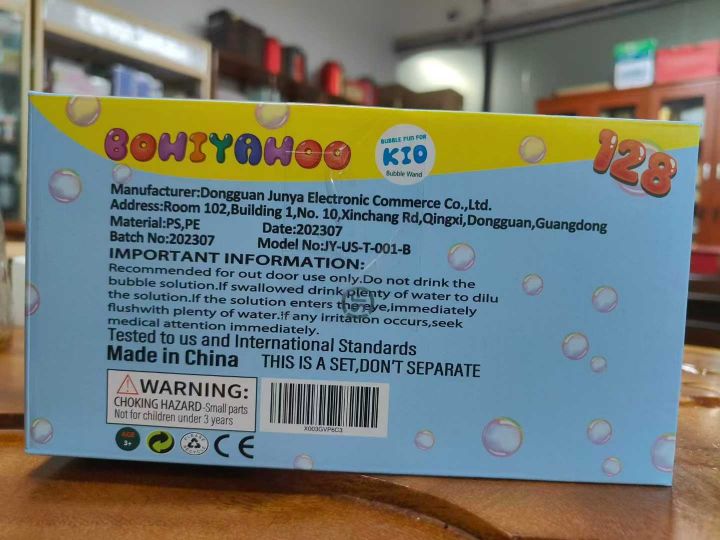 BOWIYAHOO
BUBBLE FUN FOR
KIO
Bubble Wand
128
Manufacturer:Dongguan Junya Electronic Commerce Co.,Ltd.
Address:Room 102,Building 1,No. 10,Xinchang Rd,Qingxi,Dongguan,Guangdong
Material:PS,PE Date:202307
Batch No:202307 Model No:JY-US-T-001-B
IMPORTANT INFORMATION:
Recommended for out door use only.Do not drink the
bubble solution.If swallowed drink plenty of water to dilu
the solution.If the solution enters the eye,immediately
flushwith plenty of water.If any irritation occurs,seek
medical attention immediately.
Tested to us and International Standards
Made in China THIS IS A SET,DON'T SEPARATE
WARNING:
CHOKING HAZARD-Small parts
Not for children under 3 years
X003GVP6C3
AGE
3+
CE